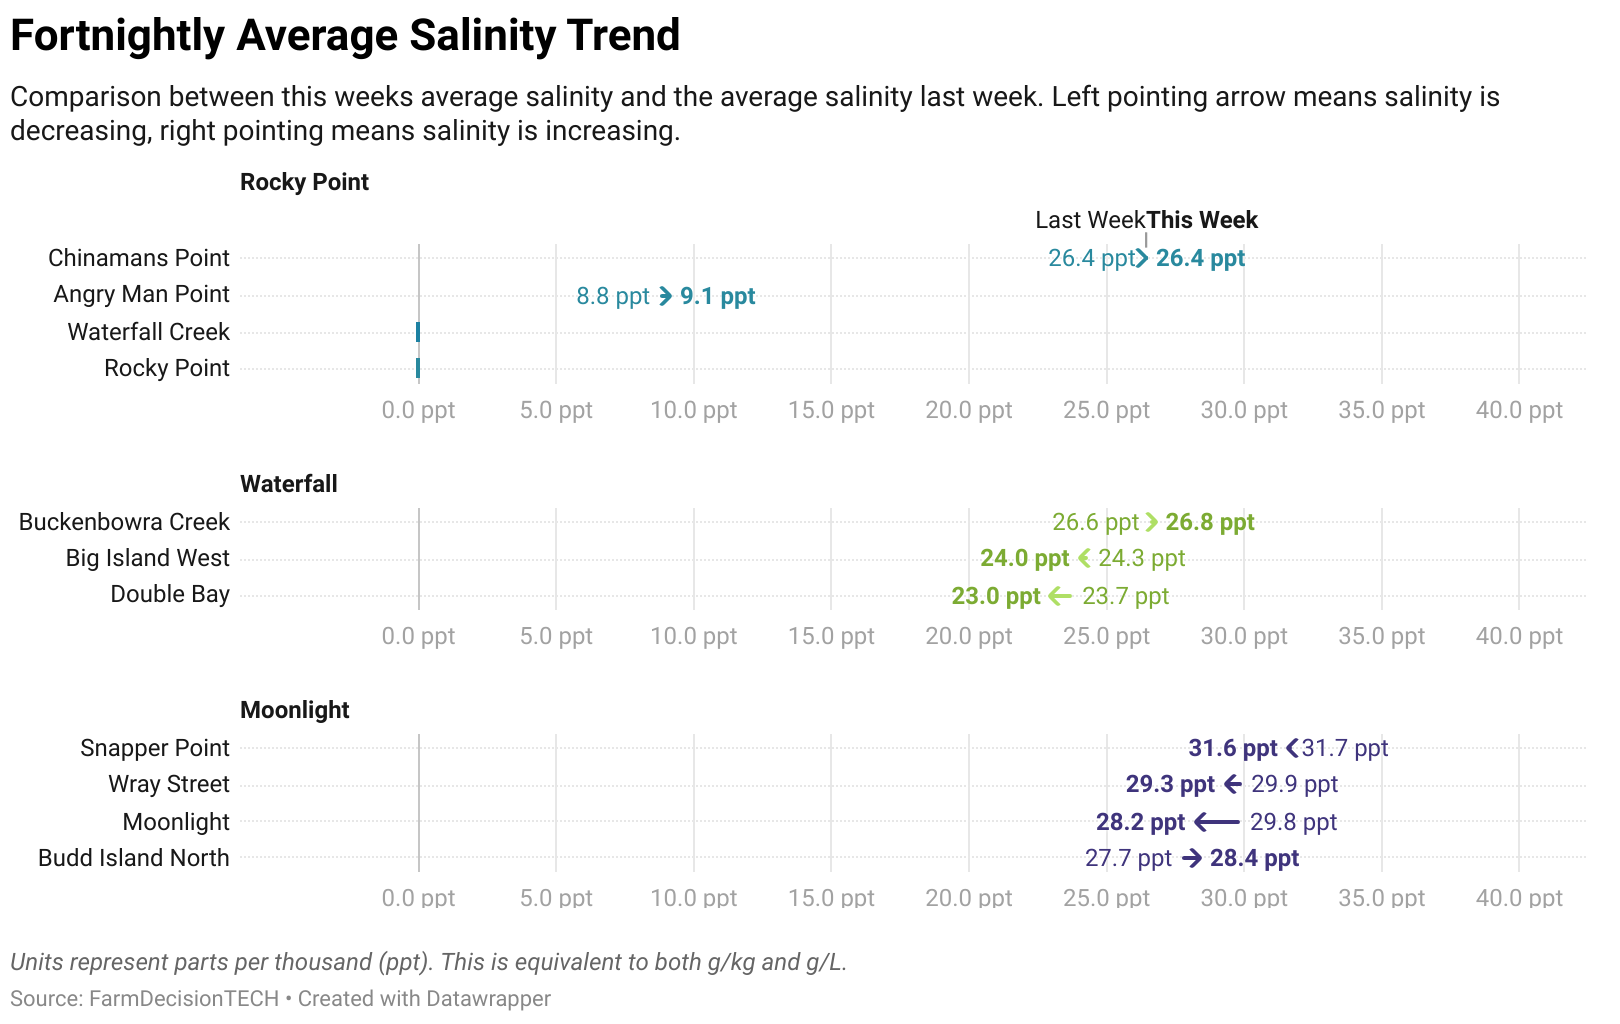 Fortnightly Average Salinity Trend
Comparison between this weeks average salinity and the average salinity last week. Left pointing arrow means salinity is
decreasing, right pointing means salinity is increasing.
Rocky Point
Last Week This Week
Chinamans Point 26.4 ppt 26.4 ppt
Angry Man Point 8.8 ppt 9.1 ppt
Waterfall Creek
Rocky Point
0.0 ppt 5.0 ppt 10.0 ppt 15.0 ppt 20.0 ppt 25.0 ppt 30.0 ppt 35.0 ppt 40.0 ppt
Waterfall
Buckenbowra Creek 26.6 ppt 26.8 ppt
Big Island West 24.0 ppt 24.3 ppt
Double Bay 23.0 ppt 23.7 ppt
0.0 ppt 5.0 ppt 10.0 ppt 15.0 ppt 20.0 ppt 25.0 ppt 30.0 ppt 35.0 ppt 40.0 ppt
Moonlight
Snapper Point 31.6 ppt 31.7 ppt
Wray Street 29.3 ppt 29.9 ppt
Moonlight 28.2 ppt 29.8 ppt
Budd Island North 27.7 ppt 28.4 ppt
0.0 ppt 5.0 ppt 10.0 ppt 15.0 ppt 20.0 ppt 25.0 ppt 30.0 ppt 35.0 ppt 40.0 ppt
Units represent parts per thousand (ppt). This is equivalent to both g/kg and g/L.
Source: FarmDecisionTECH • Created with Datawrapper